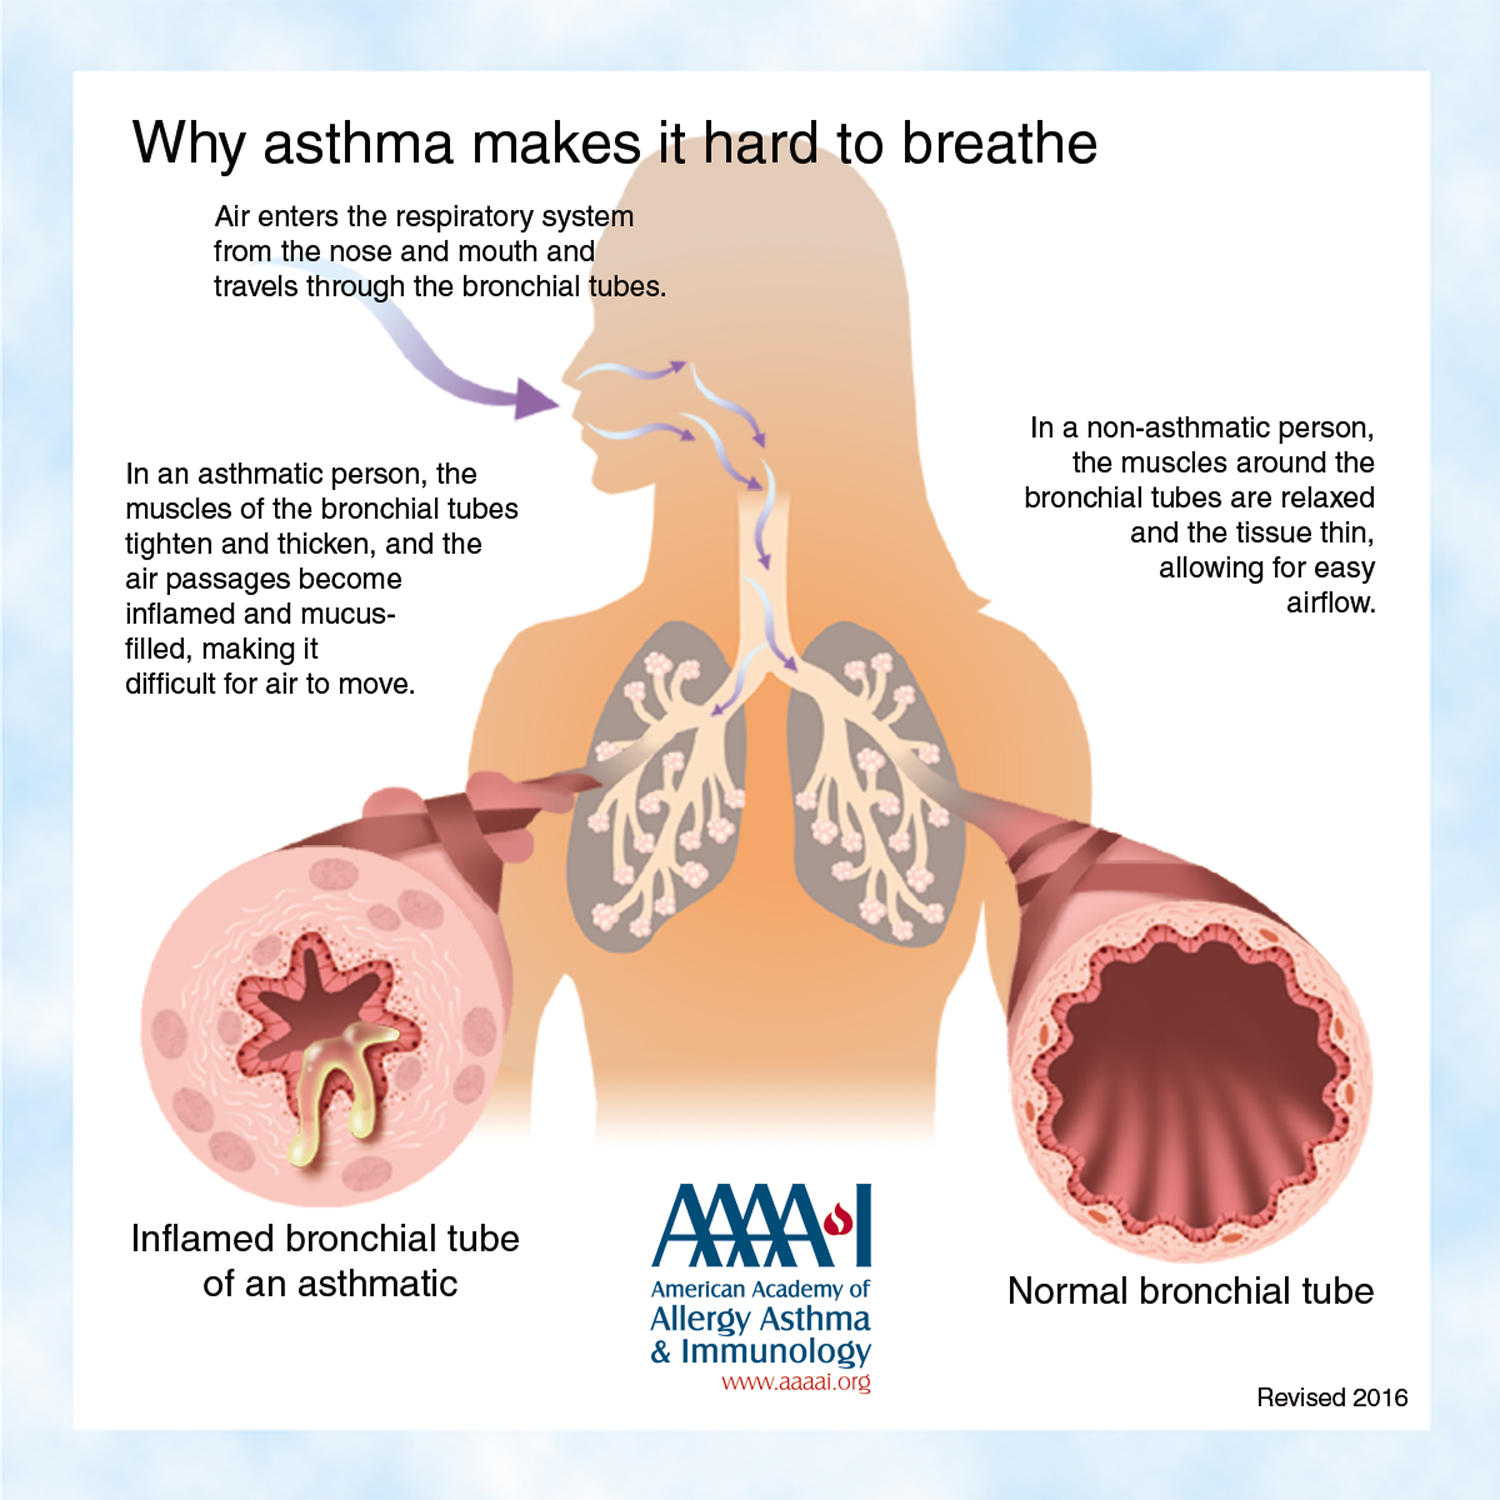 Why asthma makes it hard to breathe
Air enters the respiratory system
from the nose and mouth and
travels through the bronchial tubes.
In an asthmatic person, the
muscles of the bronchial tubes
tighten and thicken, and the
air passages become
inflamed and mucus-
filled, making it
difficult for air to move.
In a non-asthmatic person,
the muscles around the
bronchial tubes are relaxed
and the tissue thin,
allowing for easy
airflow.
Inflamed bronchial tube
of an asthmatic
Normal bronchial tube
AAAAI
American Academy of
Allergy Asthma
& Immunology
www.aaaai.org
Revised 2016